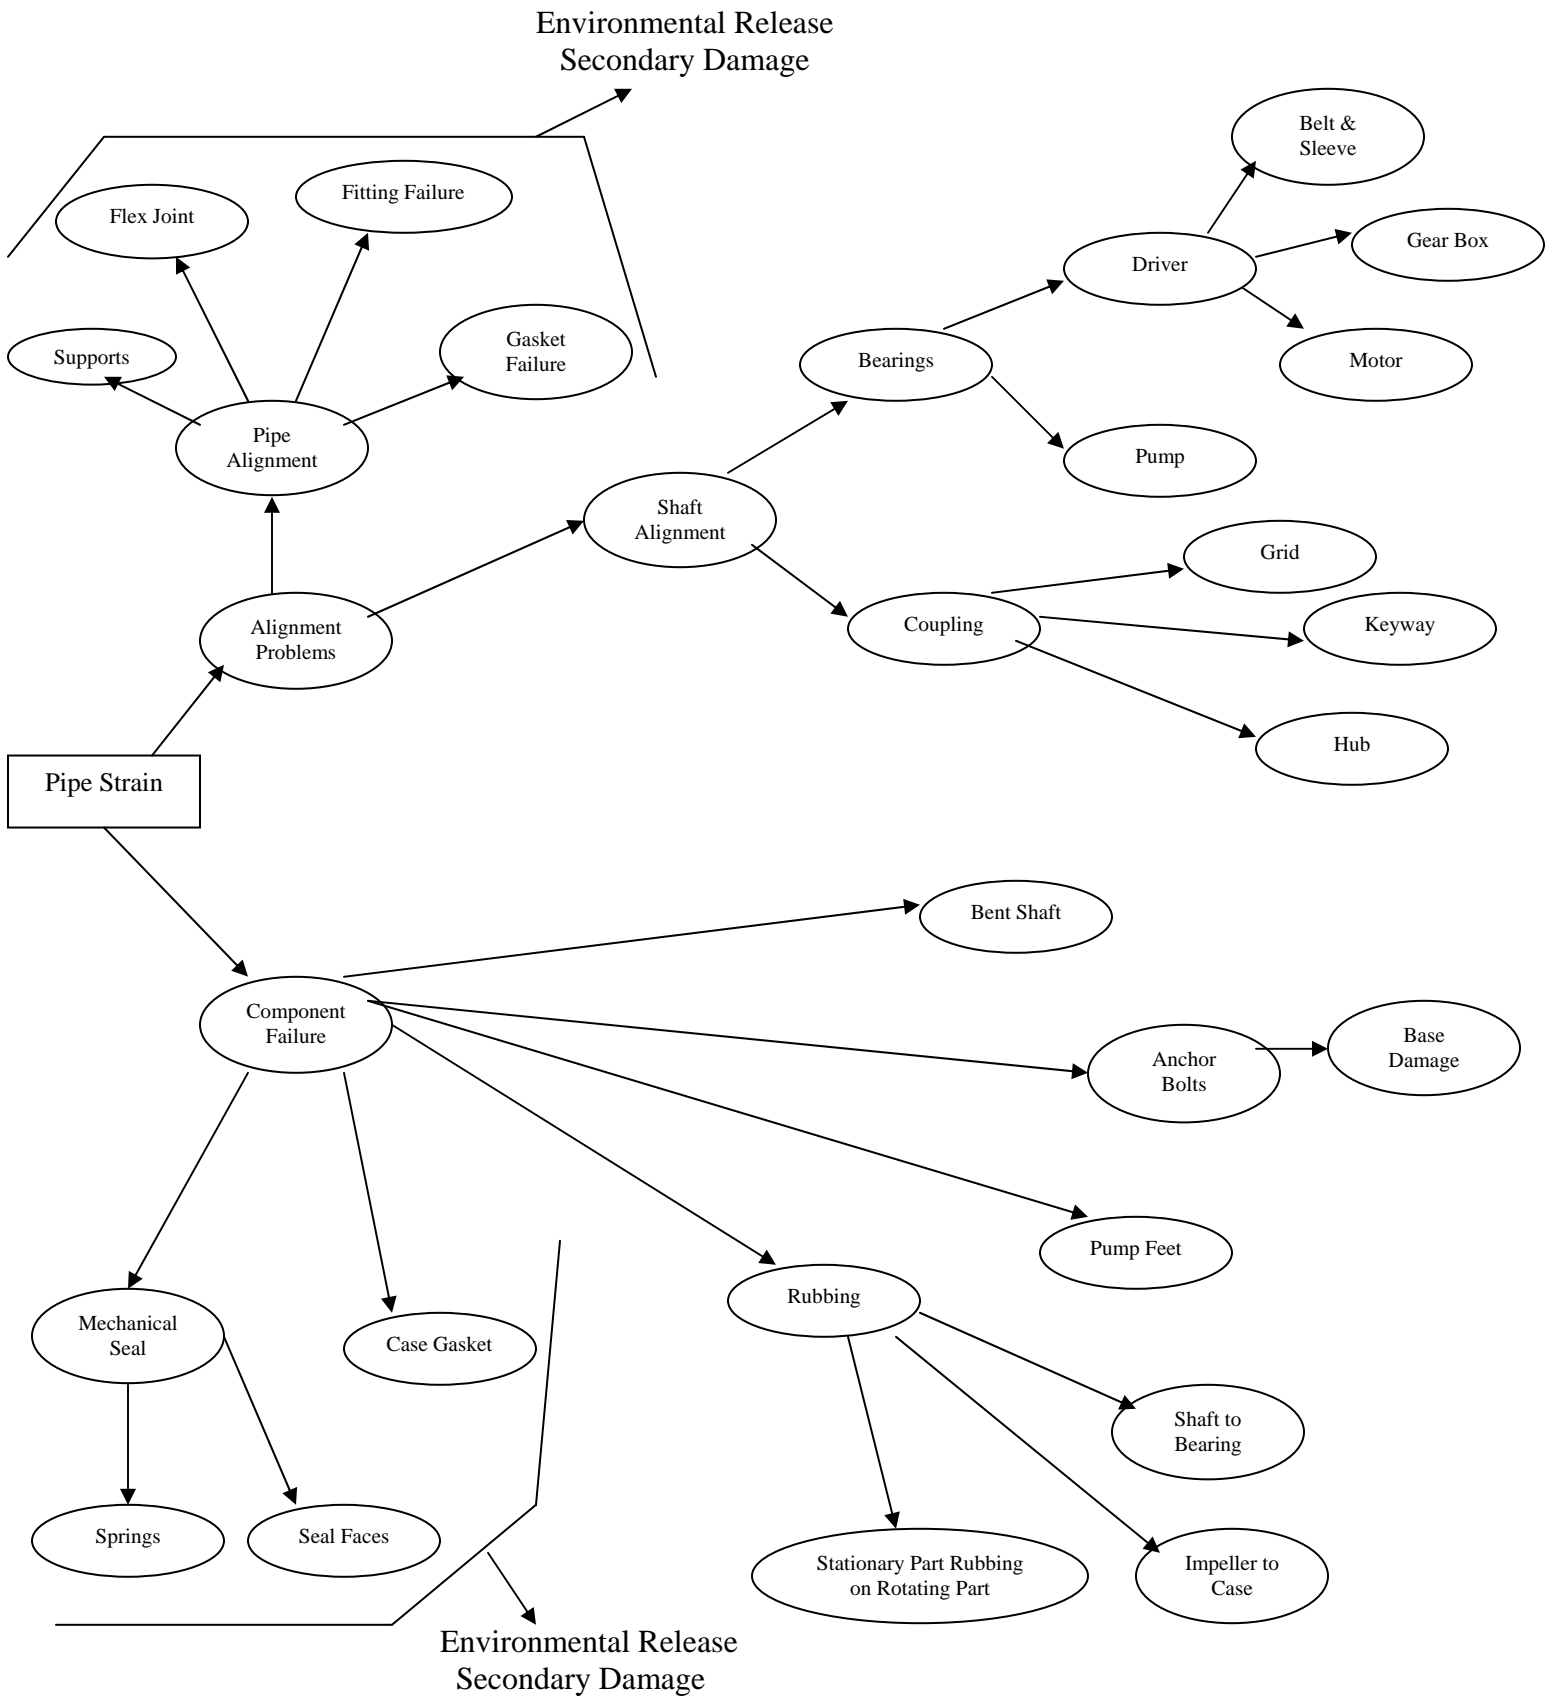 Environmental Release
Secondary Damage
Belt &
Sleeve
Fitting Failure
Flex Joint
Gear Box
Driver
Gasket
Failure
Supports
Bearings
Motor
Pipe
Alignment
Pump
Shaft
Alignment
Grid
Alignment
Problems
Coupling
Keyway
Hub
Pipe Strain
Bent Shaft
Component
Failure
Base
Damage
Anchor
Bolts
Pump Feet
Rubbing
Mechanical
Seal
Case Gasket
Shaft to
Bearing
Springs
Seal Faces
Stationary Part Rubbing
on Rotating Part
Impeller to
Case
Environmental Release
Secondary Damage